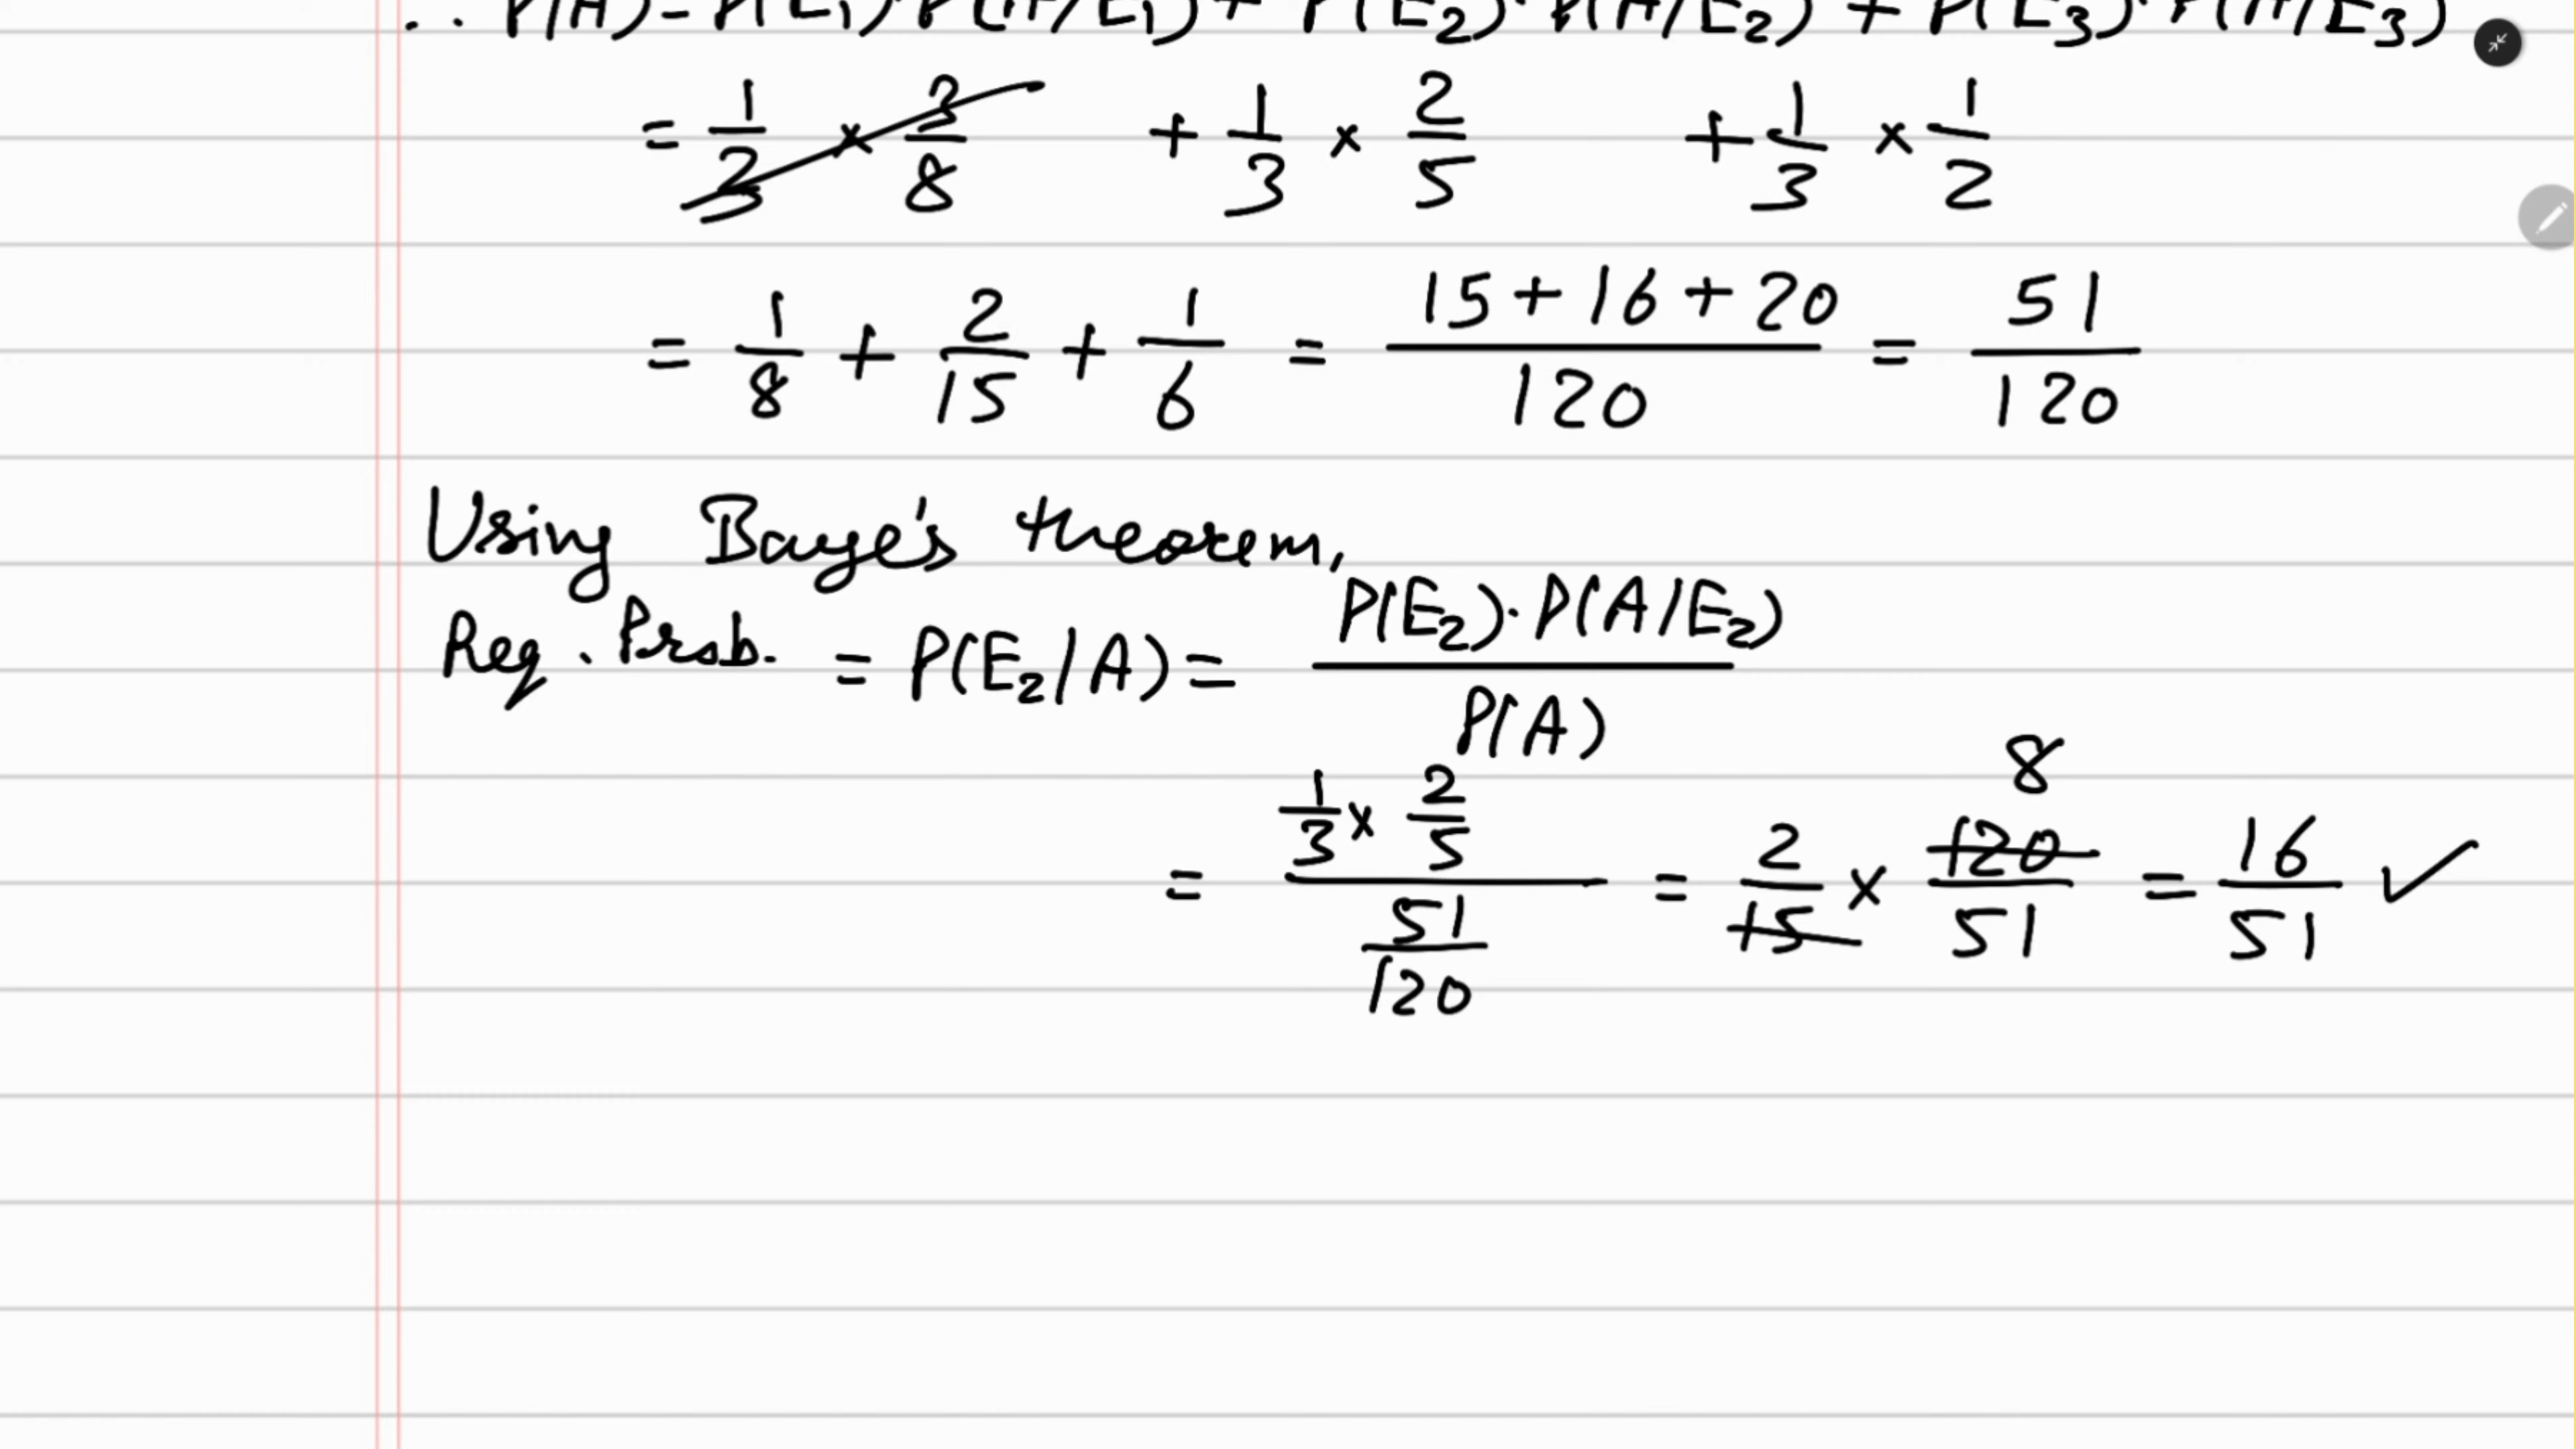 ∴ P(A) = P(E₁)·P(A/E₁) + P(E₂)·P(A/E₂) + P(E₃)·P(A/E₃)
= 1/3 × 3/8 + 1/3 × 2/5 + 1/3 × 1/2
= 1/8 + 2/15 + 1/6 = (15 + 16 + 20)/120 = 51/120
Using Baye's theorem,
Req. Prob. = P(E₂/A) = (P(E₂)·P(A/E₂))/P(A)
= (1/3 × 2/5)/(51/120) = 2/15 × 120/51 = 16/51 ✓
8